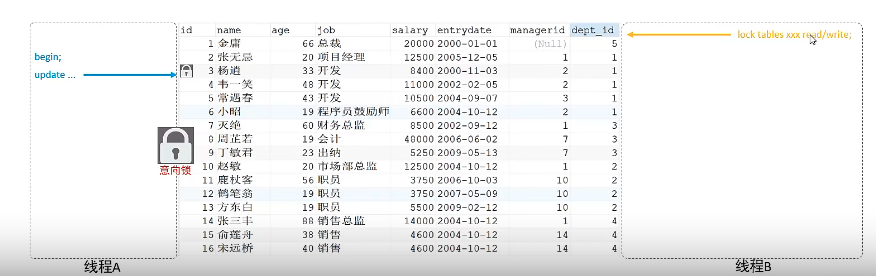 id name age job salary entrydate managerid dept_id
1 金庸 66 总裁 20000 2000-01-01 (Null) 5
lock tables xxx read/write;
begin;
2 张无忌 20 项目经理 12500 2005-12-05 1 1
update ...
3 杨逍 33 开发 8400 2000-11-03 2 1
4 韦一笑 48 开发 11000 2002-02-05 2 1
5 常遇春 43 开发 10500 2004-09-07 3 1
6 小昭 19 程序员鼓励师 6600 2004-10-12 2 1
7 灭绝 60 财务总监 8500 2002-09-12 1 3
8 周芷若 19 会计 40000 2006-06-02 7 3
9 丁敏君 23 出纳 5250 2009-05-13 7 3
10 赵敏 20 市场部总监 12500 2004-10-12 1 2
意向锁
11 鹿杖客 56 职员 3750 2006-10-03 10 2
12 鹤笔翁 19 职员 3750 2007-05-09 10 2
13 方东白 19 职员 5500 2009-02-12 10 2
14 张三丰 88 销售总监 14000 2004-10-12 1 4
15 俞莲舟 38 销售 4600 2004-10-12 14 4
16 宋远桥 40 销售 4600 2004-10-12 14 4
线程A
线程B